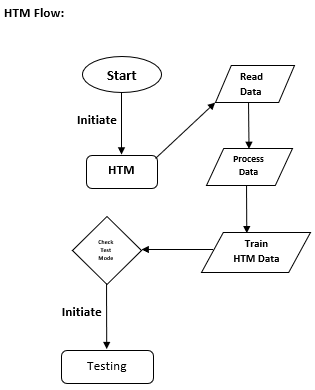 HTM Flow:
Start
Initiate
HTM
Read
Data
Process
Data
Train
HTM Data
Check
Test
Mode
Initiate
Testing